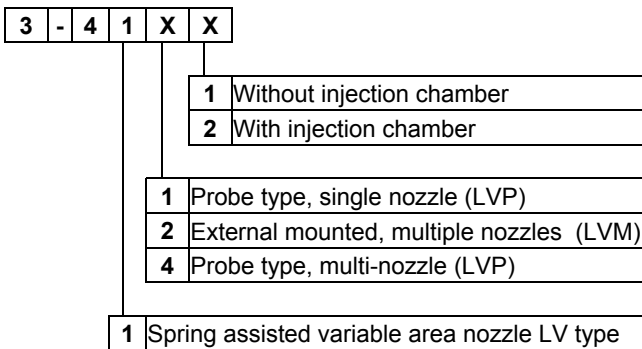 3 - 4 1 X X
1 Without injection chamber
2 With injection chamber
1 Probe type, single nozzle (LVP)
2 External mounted, multiple nozzles (LVM)
4 Probe type, multi-nozzle (LVP)
1 Spring assisted variable area nozzle LV type